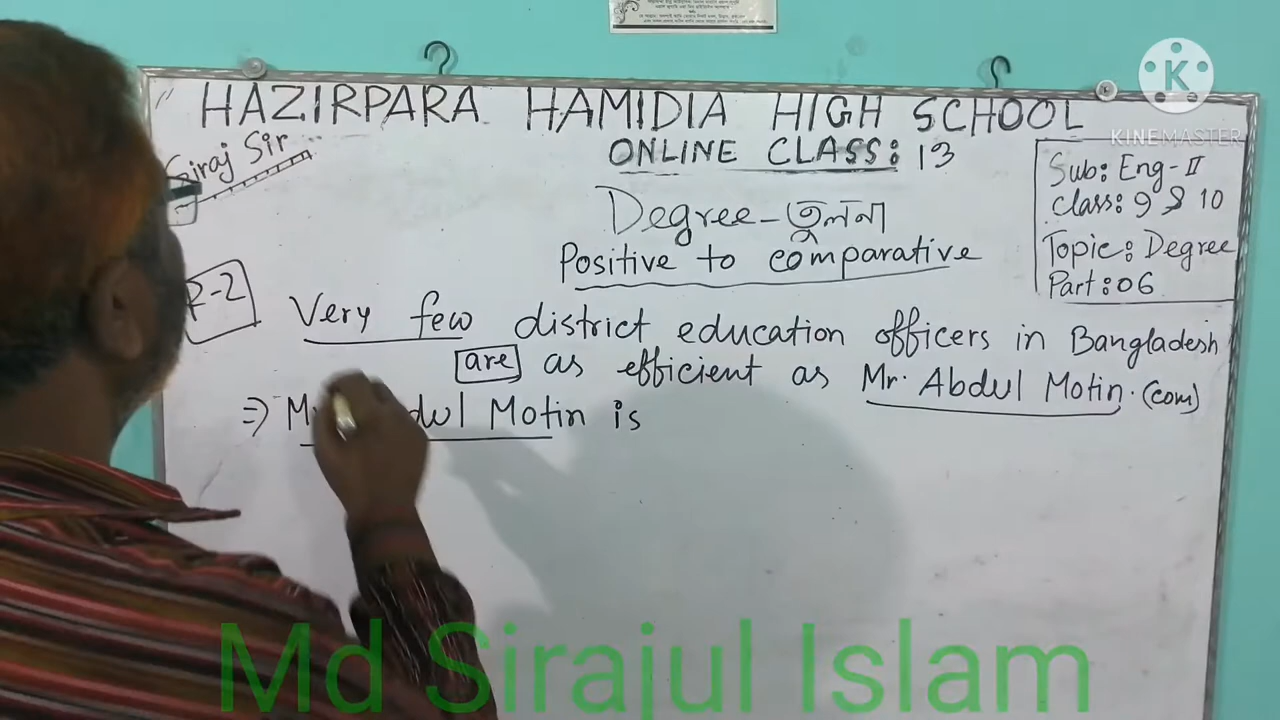 HAZIRPARA HAMIDIA HIGH SCHOOL
Siraj Sir
ONLINE CLASS: 13
Degree - তুলনা
Positive to comparative
Sub: Eng-II
Class: 9 & 10
Topic: Degree
Part: 06
R-2
Very few district education officers in Bangladesh
are as efficient as Mr. Abdul Motin. (com)
⇒ Abdul Motin is
KINEMASTER
K
Md Sirajul Islam